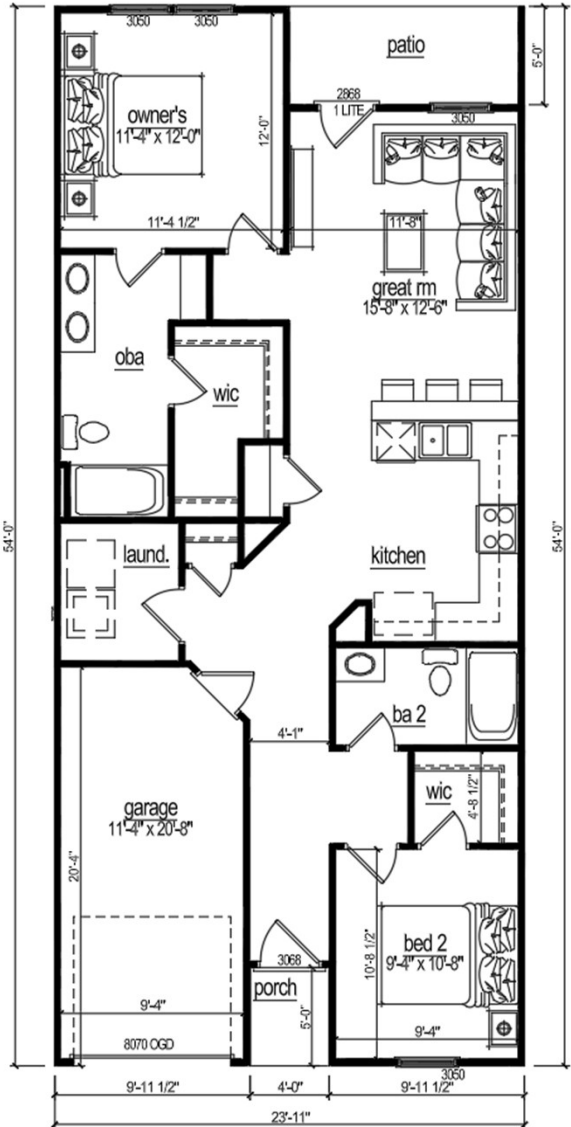 3050 3050
patio
5'-0"
2868
1 LITE
3050
owner's
11'-4" x 12'-0"
12'-0"
11'-4 1/2"
11'-8"
great rm
15'-8" x 12'-6"
oba
wic
54'-0"
54'-0"
laund.
kitchen
ba 2
4'-1"
wic
4'-8 1/2"
garage
11'-4" x 20'-8"
20'-4"
bed 2
9'-4" x 10'-8"
10'-8 1/2"
3068
porch
5'-0"
9'-4"
9'-4"
8070 OGD
3050
9'-11 1/2" 4'-0" 9'-11 1/2"
23'-11"